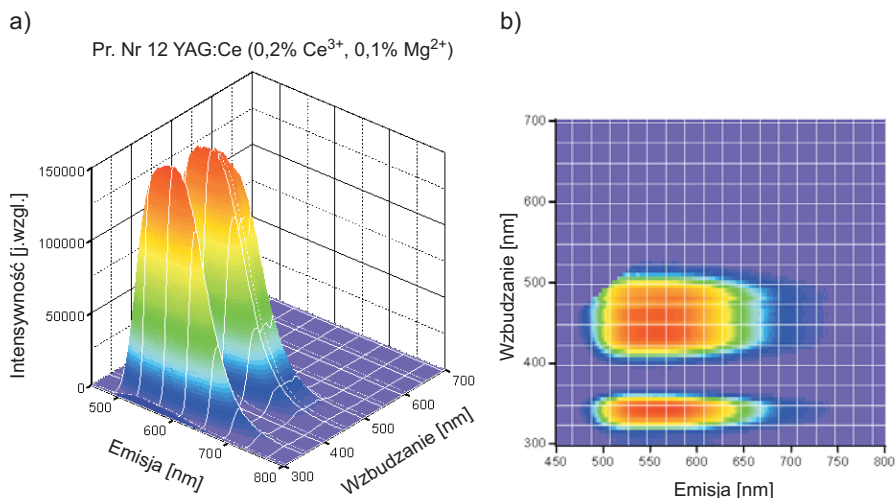 a)
Pr. Nr 12 YAG:Ce (0,2% Ce³⁺, 0,1% Mg²⁺)
150000
100000
50000
0
Intensywność [j.wzgl.]
500
600
700
800
Emisja [nm]
300
400
500
600
700
Wzbudzanie [nm]
b)
700
600
500
400
300
Wzbudzanie [nm]
450 500 550 600 650 700 750 800
Emisja [nm]